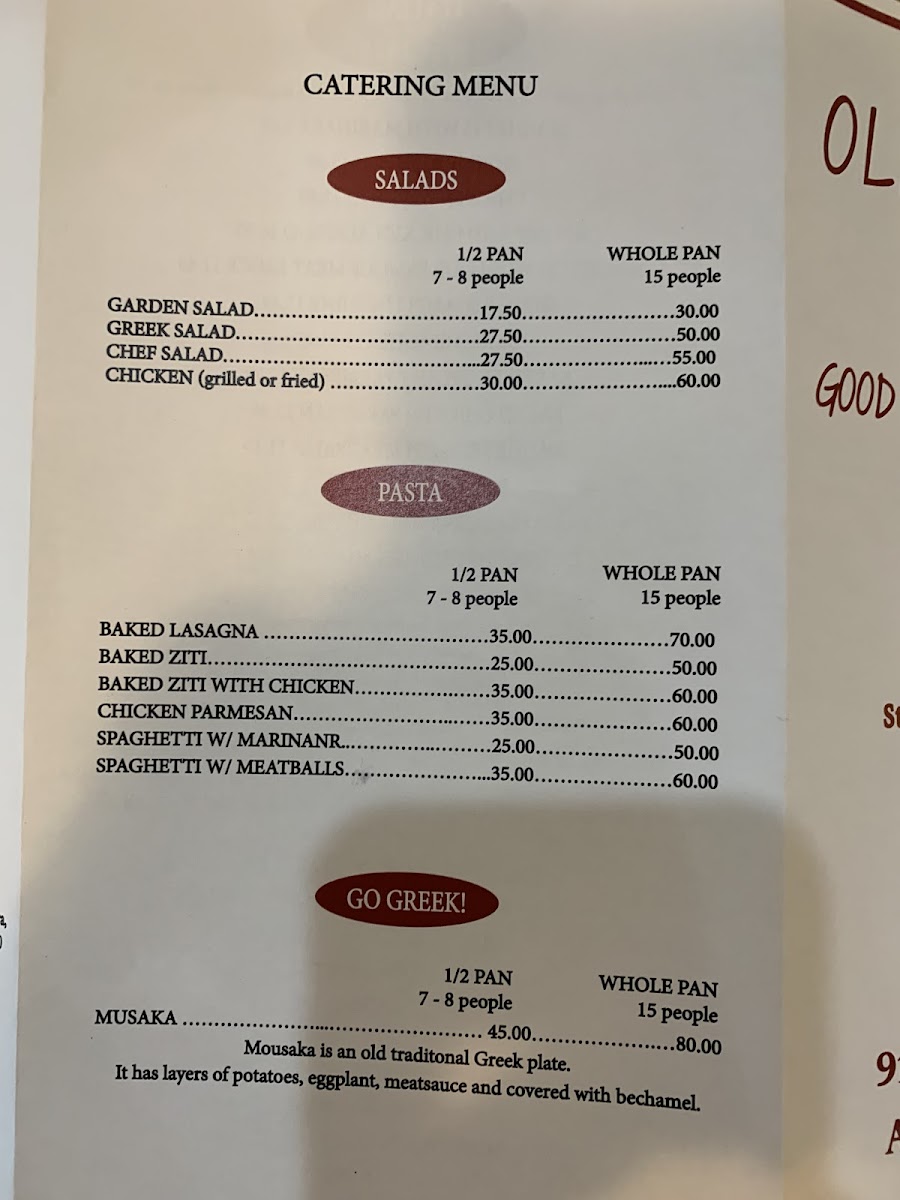 CATERING MENU
SALADS
1/2 PAN WHOLE PAN
7 - 8 people 15 people
GARDEN SALAD 17.50 30.00
GREEK SALAD 27.50 50.00
CHEF SALAD 27.50 55.00
CHICKEN (grilled or fried) 30.00 60.00
PASTA
1/2 PAN WHOLE PAN
7 - 8 people 15 people
BAKED LASAGNA 35.00 70.00
BAKED ZITI 25.00 50.00
BAKED ZITI WITH CHICKEN 35.00 60.00
CHICKEN PARMESAN 35.00 60.00
SPAGHETTI W/ MARINANR 25.00 50.00
SPAGHETTI W/ MEATBALLS 35.00 60.00
GO GREEK!
1/2 PAN WHOLE PAN
7 - 8 people 15 people
MUSAKA 45.00 80.00
Mousaka is an old traditonal Greek plate.
It has layers of potatoes, eggplant, meatsauce and covered with bechamel.
OL
GOOD